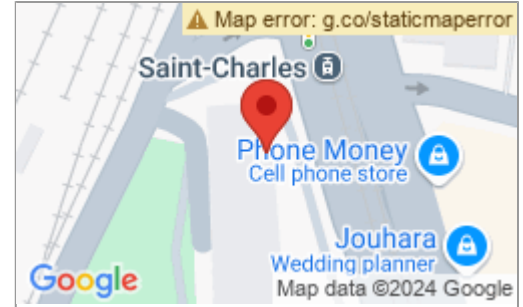 Map error: g.co/staticmaperror
Saint-Charles
Phone Money
Cell phone store
Jouhara
Wedding planner
Google
Map data ©2024 Google